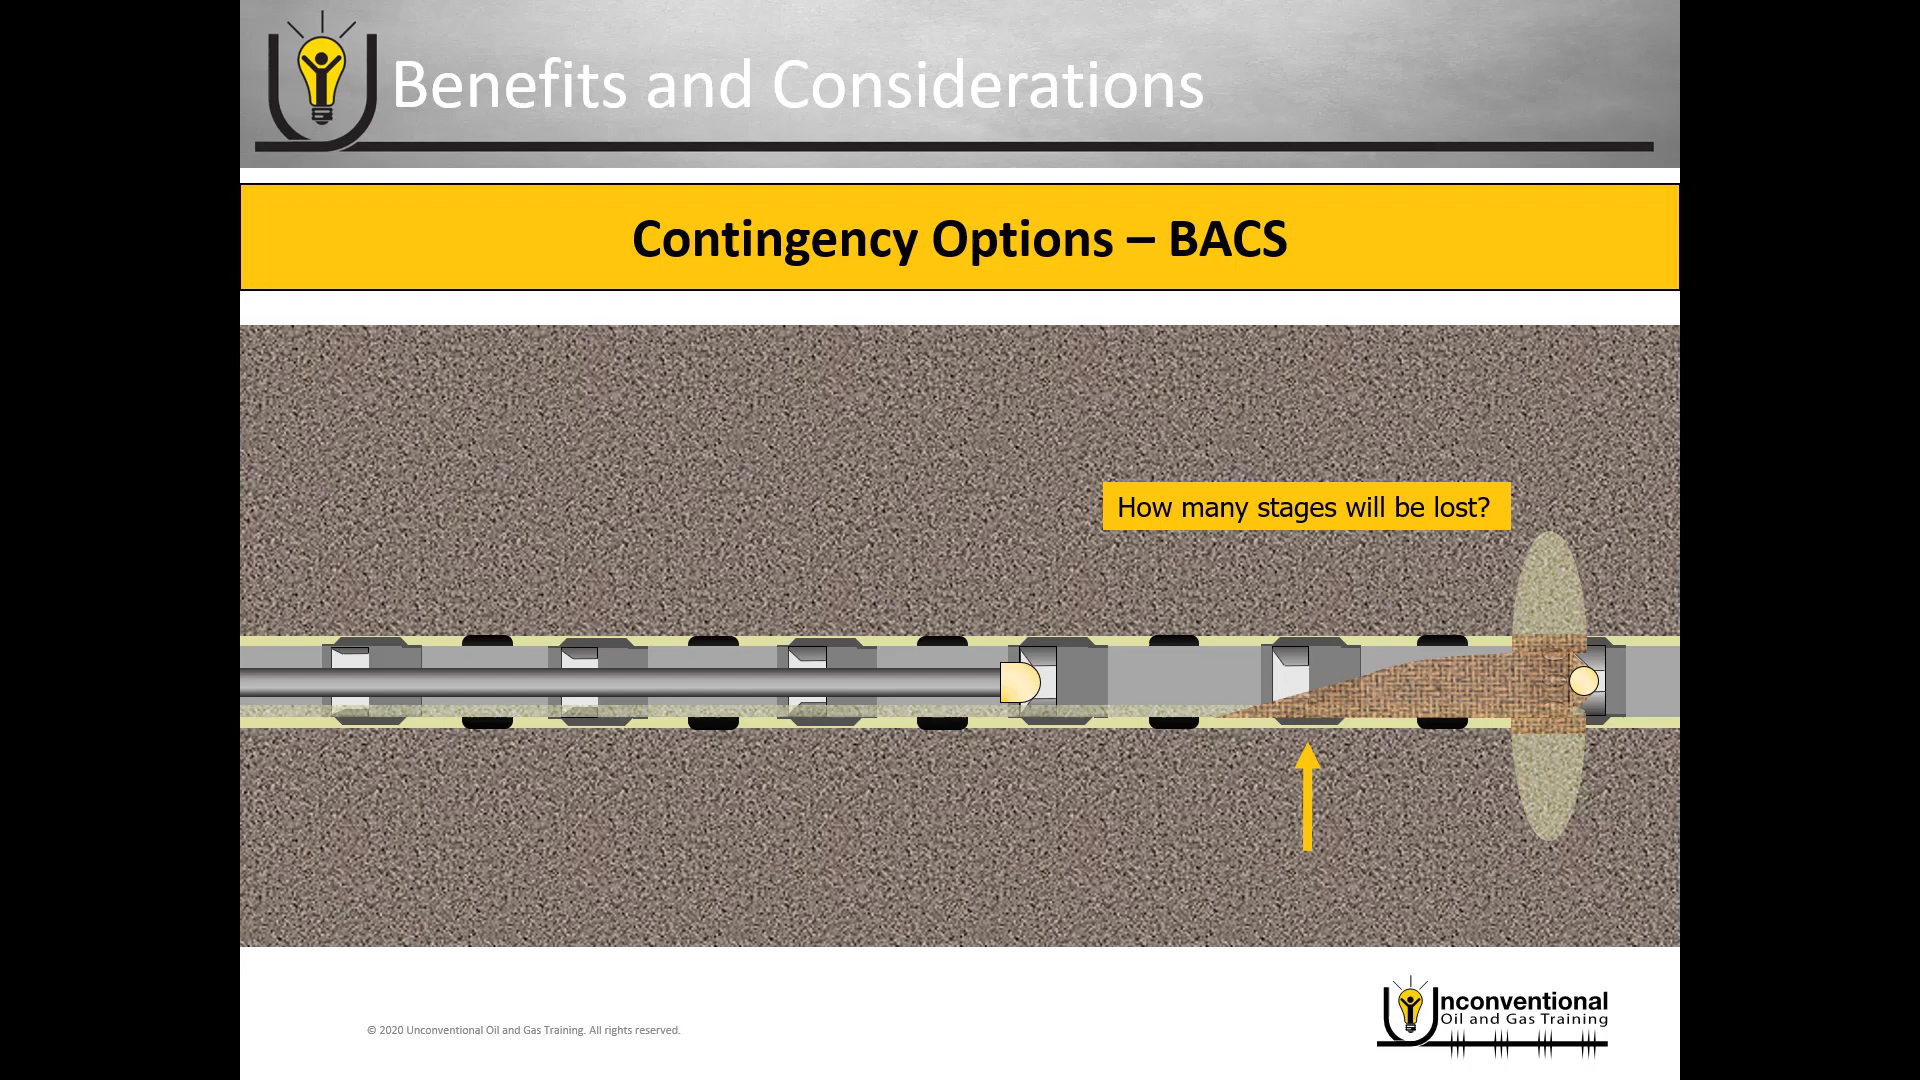 Benefits and Considerations
Contingency Options – BACS
How many stages will be lost?
© 2020 Unconventional Oil and Gas Training. All rights reserved.
Unconventional
Oil and Gas Training